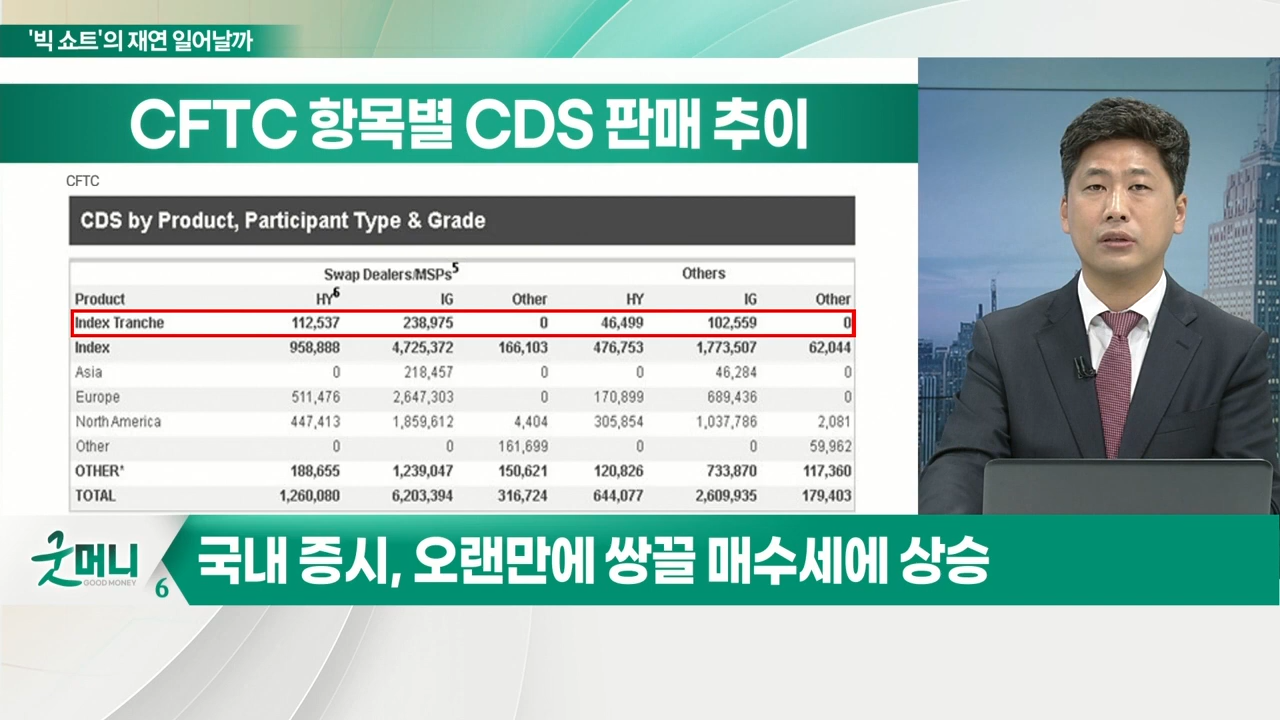 '빅 쇼트'의 재연 일어날까
CFTC 항목별 CDS 판매 추이
CFTC
CDS by Product, Participant Type & Grade
Swap Dealers/MSPs5 Others
Product HY6 IG Other HY IG Other
Index Tranche 112,537 238,975 0 46,499 102,559 0
Index 958,888 4,725,372 166,103 476,753 1,773,507 62,044
Asia 0 218,457 0 0 46,284 0
Europe 511,476 2,647,303 0 170,899 689,436 0
North America 447,413 1,859,612 4,404 305,854 1,037,786 2,081
Other 0 0 161,699 0 0 59,962
OTHER* 188,655 1,239,047 150,621 120,826 733,870 117,360
TOTAL 1,260,080 6,203,394 316,724 644,077 2,609,935 179,403
굿머니
GOOD MONEY
6
국내 증시, 오랜만에 쌍끌 매수세에 상승